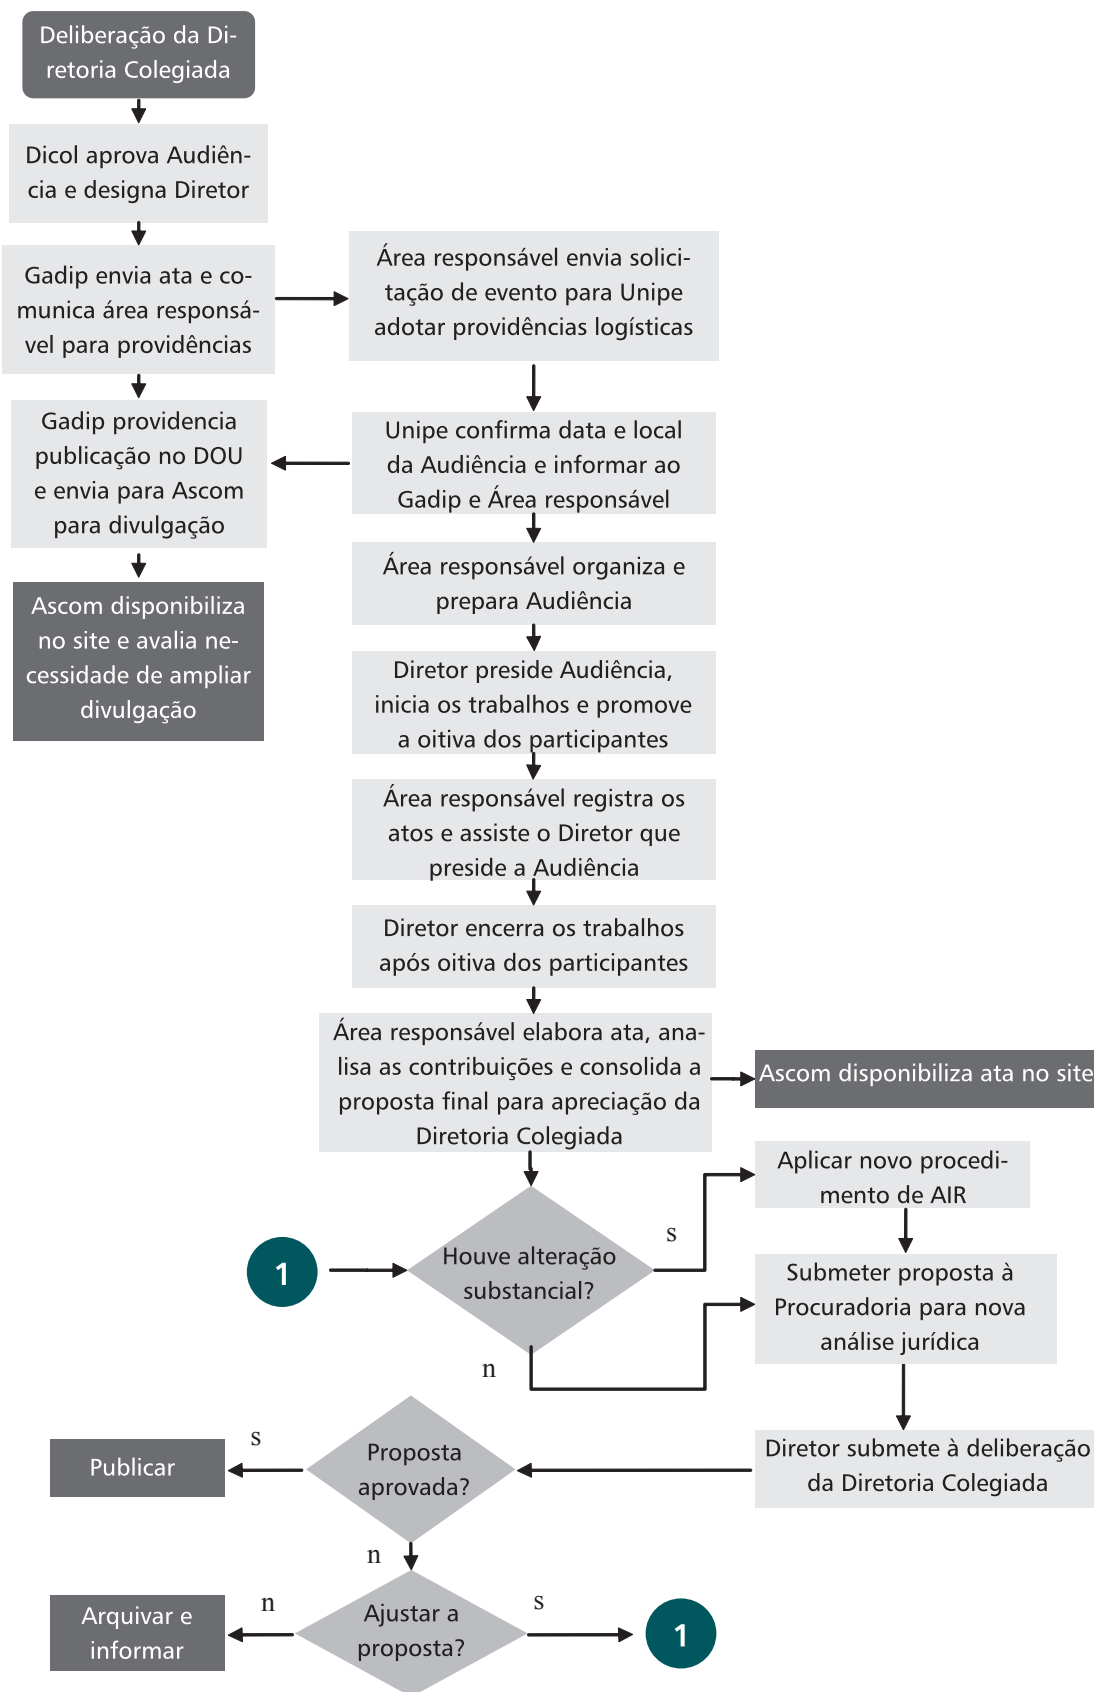 Deliberação da Di-
retoria Colegiada
Dicol aprova Audiên-
cia e designa Diretor
Gadip envia ata e co-
munica área responsá-
vel para providências
Área responsável envia solici-
tação de evento para Unipe
adotar providências logísticas
Gadip providencia
publicação no DOU
e envia para Ascom
para divulgação
Unipe confirma data e local
da Audiência e informar ao
Gadip e Área responsável
Ascom disponibiliza
no site e avalia ne-
cessidade de ampliar
divulgação
Área responsável organiza e
prepara Audiência
Diretor preside Audiência,
inicia os trabalhos e promove
a oitiva dos participantes
Área responsável registra os
atos e assiste o Diretor que
preside a Audiência
Diretor encerra os trabalhos
após oitiva dos participantes
Área responsável elabora ata, ana-
lisa as contribuições e consolida a
proposta final para apreciação da
Diretoria Colegiada
Ascom disponibiliza ata no site
Aplicar novo procedi-
mento de AIR
s
1
Houve alteração
substancial?
Submeter proposta à
Procuradoria para nova
análise jurídica
n
Diretor submete à deliberação
da Diretoria Colegiada
Proposta
aprovada?
s
Publicar
n
Ajustar a
proposta?
n
Arquivar e
informar
s
1